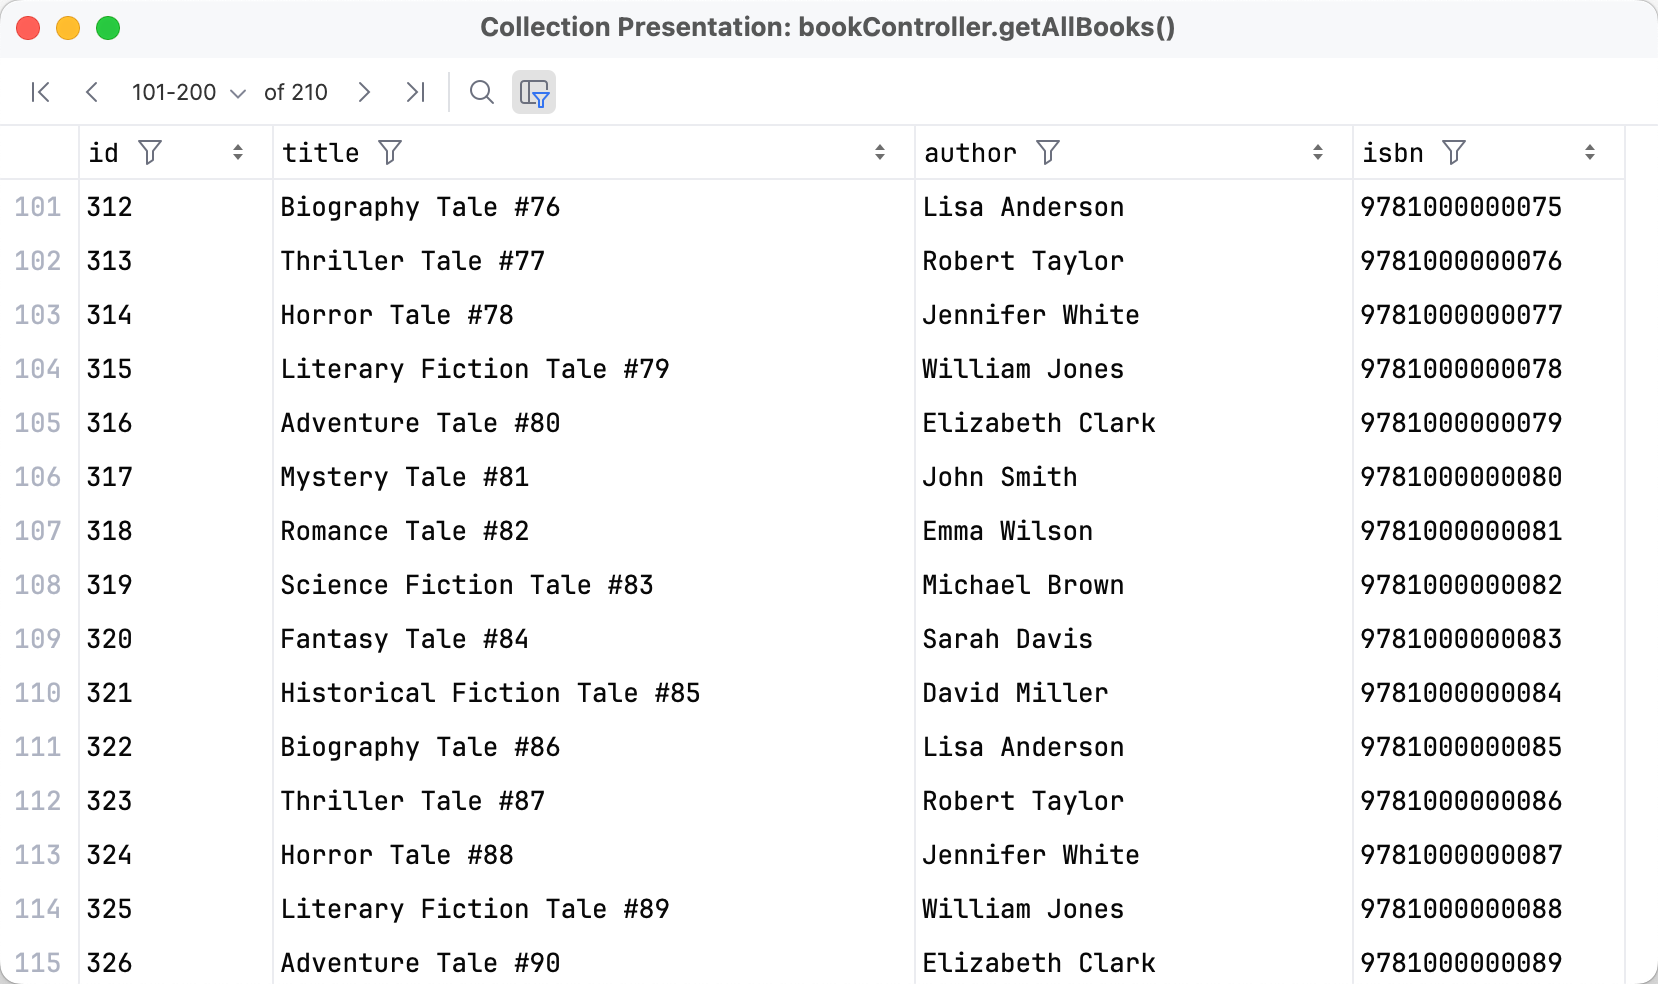 Collection Presentation: bookController.getAllBooks()
101-200 of 210
id title author isbn
101 312 Biography Tale #76 Lisa Anderson 9781000000075
102 313 Thriller Tale #77 Robert Taylor 9781000000076
103 314 Horror Tale #78 Jennifer White 9781000000077
104 315 Literary Fiction Tale #79 William Jones 9781000000078
105 316 Adventure Tale #80 Elizabeth Clark 9781000000079
106 317 Mystery Tale #81 John Smith 9781000000080
107 318 Romance Tale #82 Emma Wilson 9781000000081
108 319 Science Fiction Tale #83 Michael Brown 9781000000082
109 320 Fantasy Tale #84 Sarah Davis 9781000000083
110 321 Historical Fiction Tale #85 David Miller 9781000000084
111 322 Biography Tale #86 Lisa Anderson 9781000000085
112 323 Thriller Tale #87 Robert Taylor 9781000000086
113 324 Horror Tale #88 Jennifer White 9781000000087
114 325 Literary Fiction Tale #89 William Jones 9781000000088
115 326 Adventure Tale #90 Elizabeth Clark 9781000000089